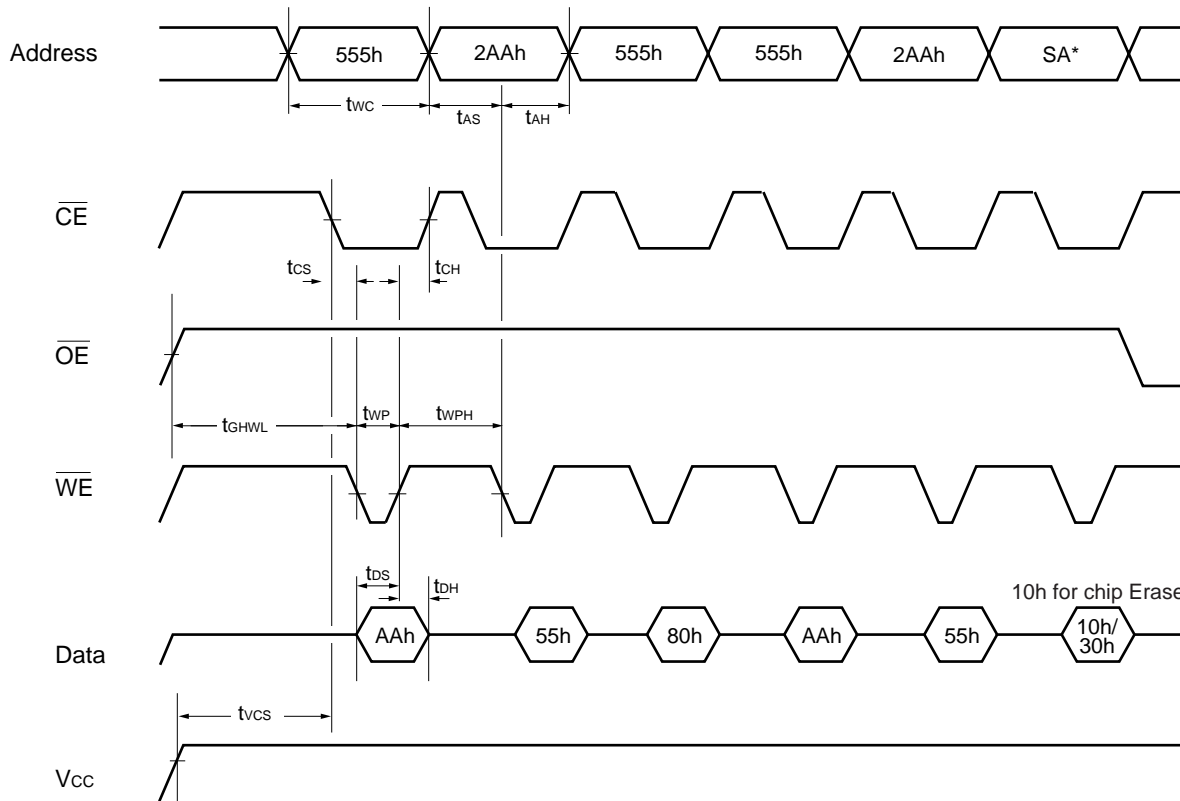 Address
555h
2AAh
555h
555h
2AAh
SA*
tWC
tAS
tAH
CE
tCS
tCH
OE
tGHWL
tWP
tWPH
WE
tDS
tDH
10h for chip Erase
Data
AAh
55h
80h
AAh
55h
10h/
30h
tVCS
VCC